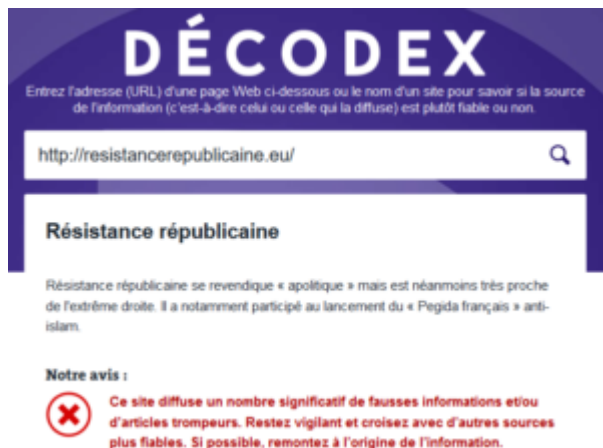 DÉCODEX
Entrez l'adresse (URL) d'une page Web ci-dessous ou le nom d'un site pour savoir si la source
de l'information (c'est-à-dire celui ou celle qui la diffuse) est plutôt fiable ou non.
http://resistancerepublicaine.eu/
Résistance républicaine
Résistance républicaine se revendique « apolitique » mais est néanmoins très proche
de l'extrême droite. Il a notamment participé au lancement du « Pegida français » anti-
islam.
Notre avis :
Ce site diffuse un nombre significatif de fausses informations et/ou
d'articles trompeurs. Restez vigilant et croisez avec d'autres sources
plus fiables. Si possible, remontez à l'origine de l'information.